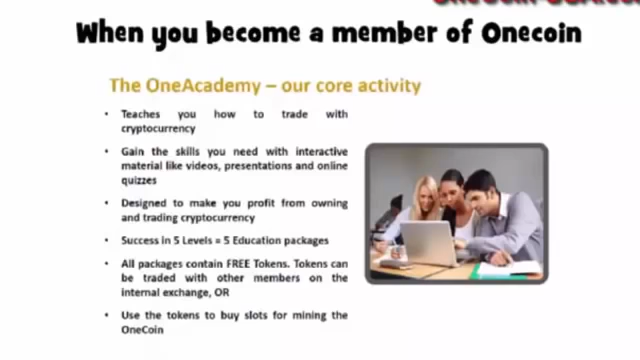 When you become a member of Onecoin
The OneAcademy – our core activity
• Teaches you how to trade with
cryptocurrency
• Gain the skills you need with interactive
material like videos, presentations and online
quizzes
• Designed to make you profit from owning
and trading cryptocurrency
• Success in 5 Levels = 5 Education packages
• All packages contain FREE Tokens. Tokens can
be traded with other members on the
internal exchange, OR
• Use the tokens to buy slots for mining the
OneCoin